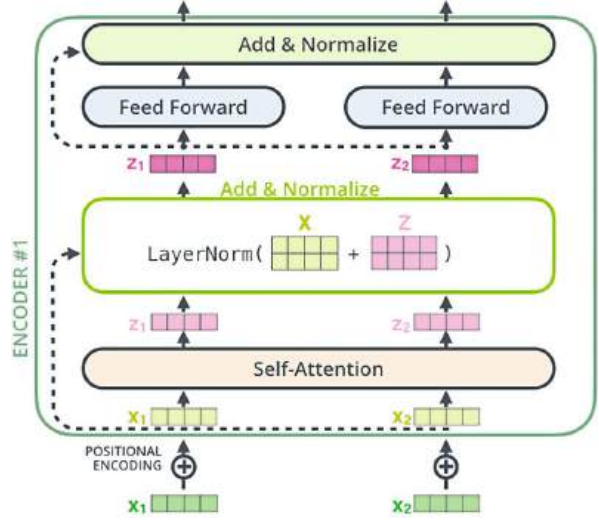 Add & Normalize
Feed Forward Feed Forward
z₁ z₂
Add & Normalize
X Z
LayerNorm( + )
ENCODER #1
z₁ z₂
Self-Attention
x₁ x₂
POSITIONAL
ENCODING
x₁ x₂